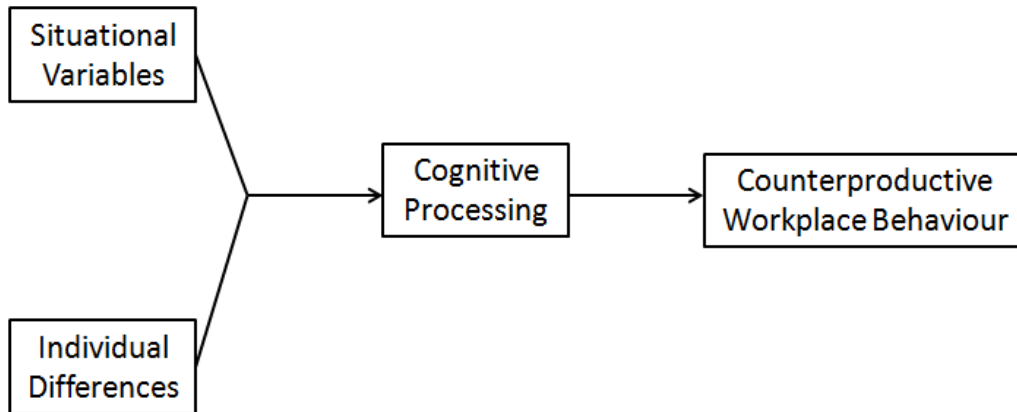 Situational
Variables
Cognitive
Processing
Counterproductive
Workplace Behaviour
Individual
Differences